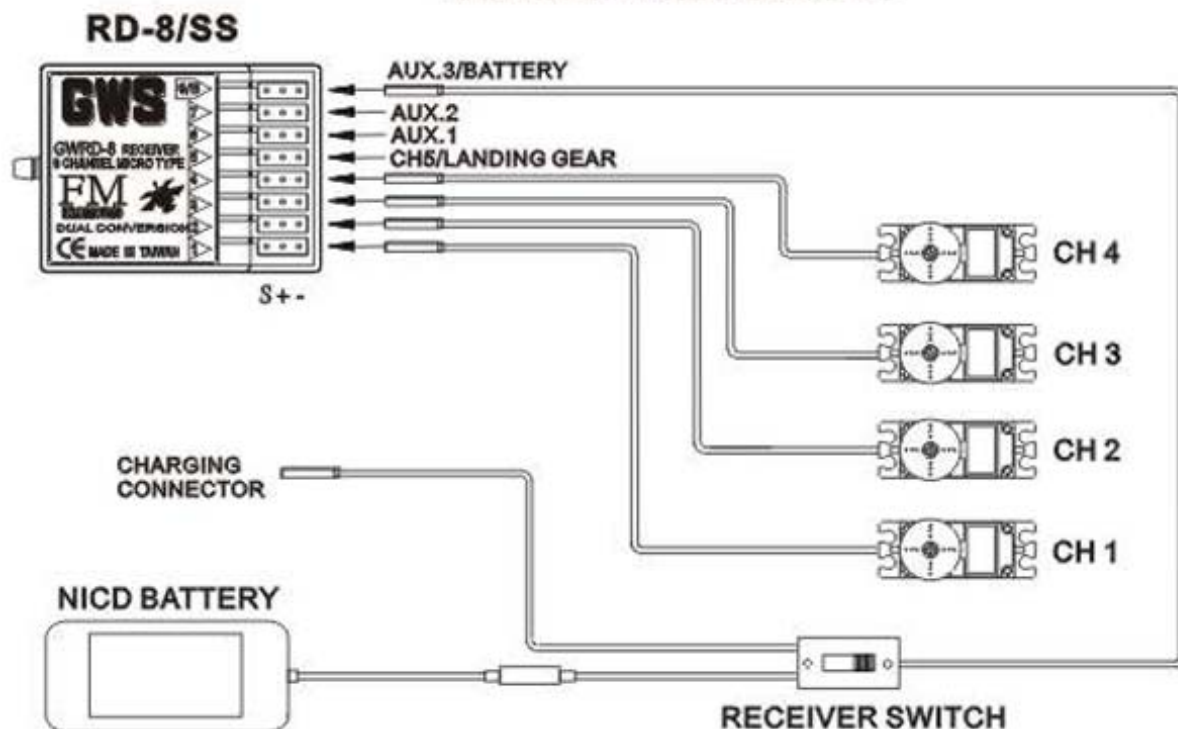 RD-8/SS
GWS
GWRD-8 RECEIVER
8 CHANNEL MICRO TYPE
FM
DUAL CONVERSION
CE MADE IN TAIWAN
S + -
AUX.3/BATTERY
AUX.2
AUX.1
CH5/LANDING GEAR
CH 4
CH 3
CH 2
CH 1
CHARGING
CONNECTOR
NICD BATTERY
RECEIVER SWITCH